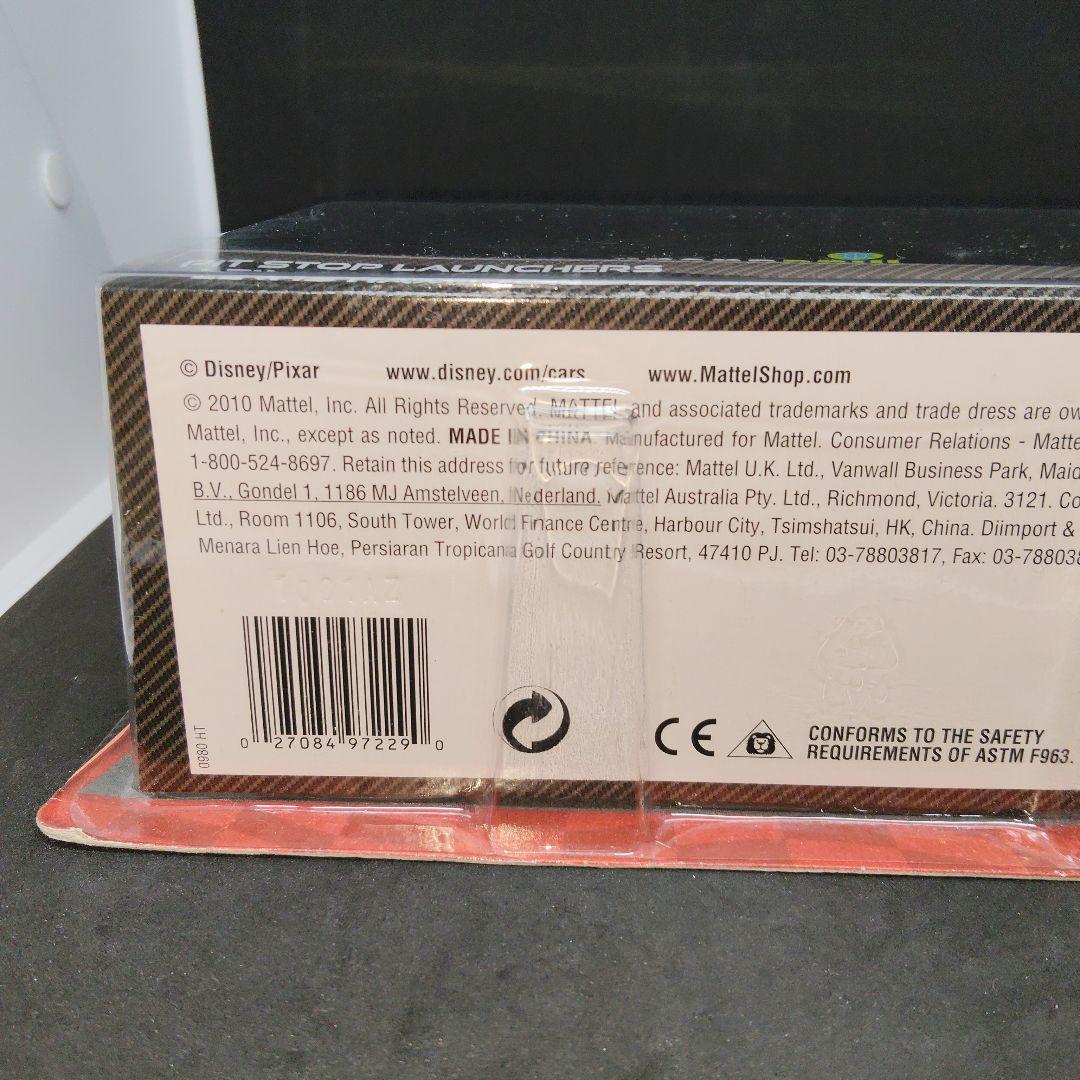 PIT STOP LAUNCHERS
© Disney/Pixar www.disney.com/cars www.MattelShop.com
© 2010 Mattel, Inc. All Rights Reserved. MATTEL and associated trademarks and trade dress are ow
Mattel, Inc., except as noted. MADE IN CHINA. Manufactured for Mattel. Consumer Relations - Matte
1-800-524-8697. Retain this address for future reference: Mattel U.K. Ltd., Vanwall Business Park, Maid
B.V., Gondel 1, 1186 MJ Amstelveen, Nederland. Mattel Australia Pty. Ltd., Richmond, Victoria. 3121. Co
Ltd., Room 1106, South Tower, World Finance Centre, Harbour City, Tsimshatsui, HK, China. Diimport &
Menara Lien Hoe, Persiaran Tropicana Golf Country Resort, 47410 PJ. Tel: 03-78803817, Fax: 03-788038
0 27084 97229 0
0980 HT
CE
CONFORMS TO THE SAFETY
REQUIREMENTS OF ASTM F963.